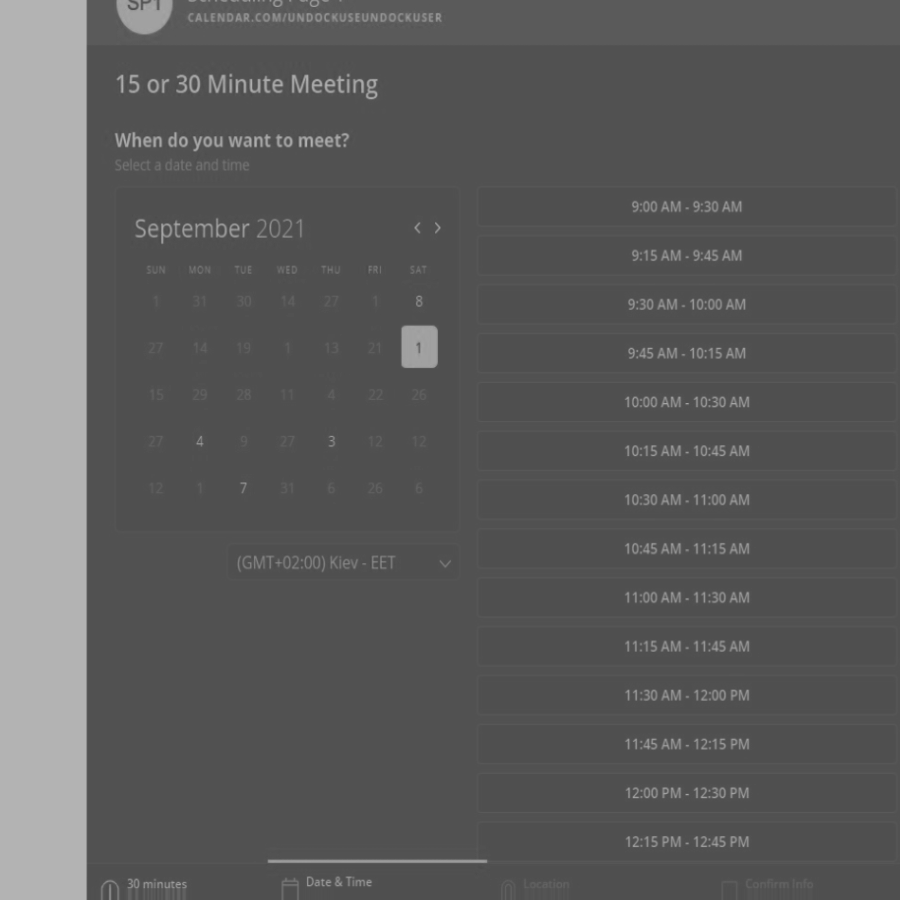 SPT
CALENDAR.COM/UNDOCKUSEUNDOCKUSER
15 or 30 Minute Meeting
When do you want to meet?
Select a date and time
September 2021
SUN MON TUE WED THU FRI SAT
1 31 30 14 27 1 8
27 14 19 1 13 21 1
15 29 28 11 4 22 26
27 4 9 27 3 12 12
12 1 7 31 6 26 6
(GMT+02:00) Kiev - EET
9:00 AM - 9:30 AM
9:15 AM - 9:45 AM
9:30 AM - 10:00 AM
9:45 AM - 10:15 AM
10:00 AM - 10:30 AM
10:15 AM - 10:45 AM
10:30 AM - 11:00 AM
10:45 AM - 11:15 AM
11:00 AM - 11:30 AM
11:15 AM - 11:45 AM
11:30 AM - 12:00 PM
11:45 AM - 12:15 PM
12:00 PM - 12:30 PM
12:15 PM - 12:45 PM
30 minutes
Date & Time
Location
Confirm Info